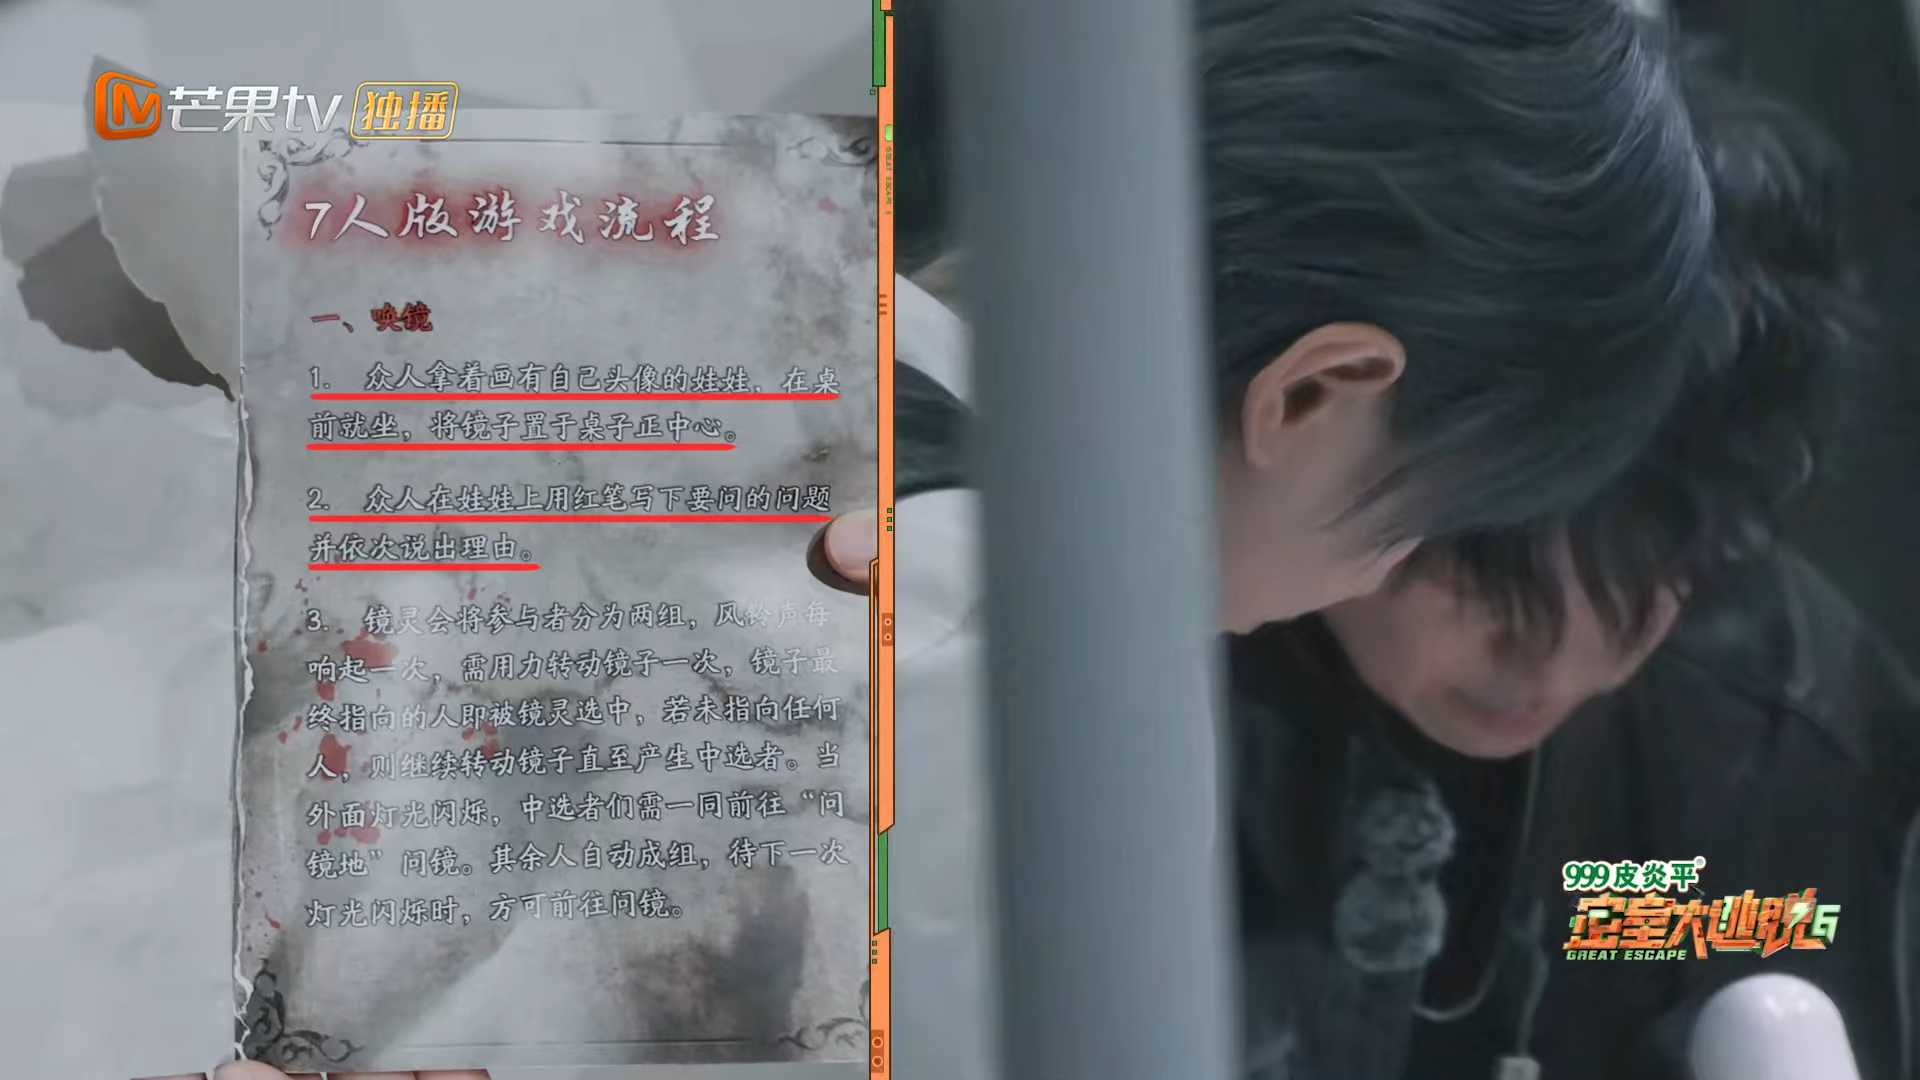 芒果tv 独播
7人版游戏流程
一、唤镜
1. 众人拿着画有自己头像的娃娃,在桌
前就坐,将镜子置于桌子正中心。
2. 众人在娃娃上用红笔写下要问的问题
并依次说出理由。
3. 镜灵会将参与者分为两组,风铃声每
响起一次,需用力转动镜子一次,镜子最
终指向的人即被镜灵选中,若未指向任何
人,则继续转动镜子直至产生中选者。当
外面灯光闪烁,中选者们需一同前往“问
镜地”问镜。其余人自动成组,待下一次
灯光闪烁时,方可前往问镜。
999皮炎平®
密室大逃脱6
GREAT ESCAPE